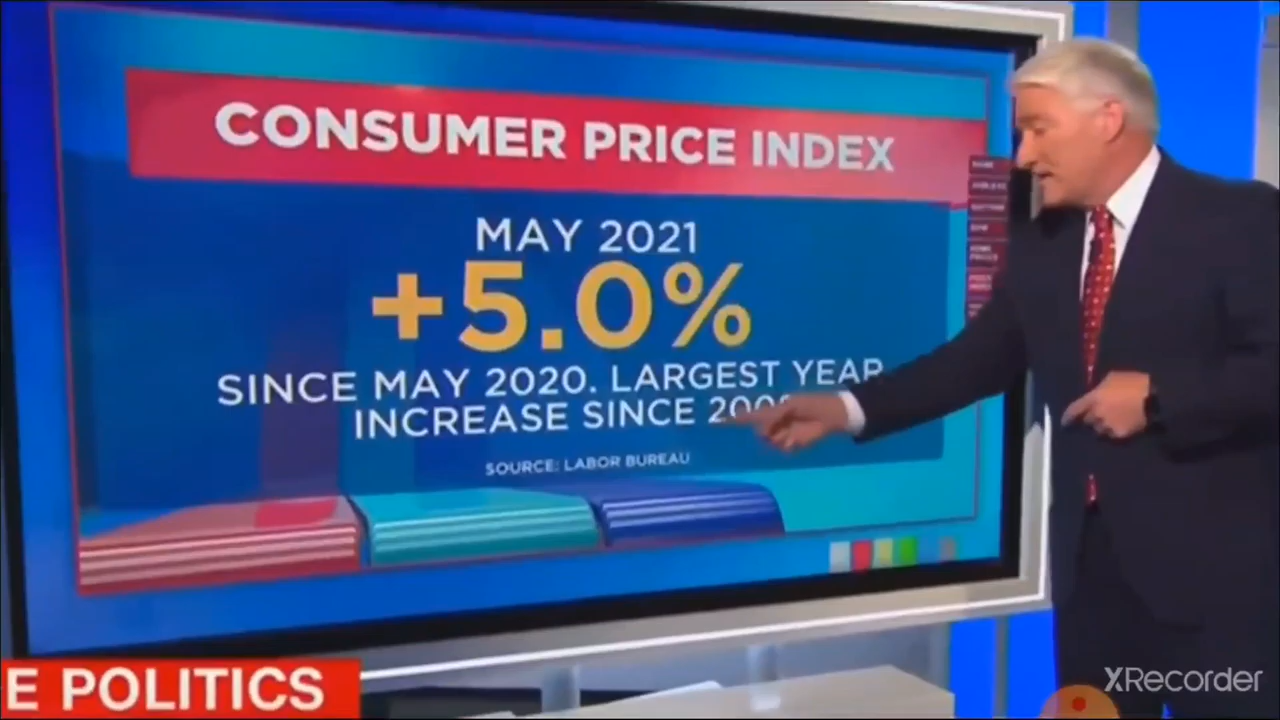 CONSUMER PRICE INDEX
MAY 2021
+5.0%
SINCE MAY 2020. LARGEST YEAR
INCREASE SINCE
SOURCE: LABOR BUREAU
E POLITICS
XRecorder